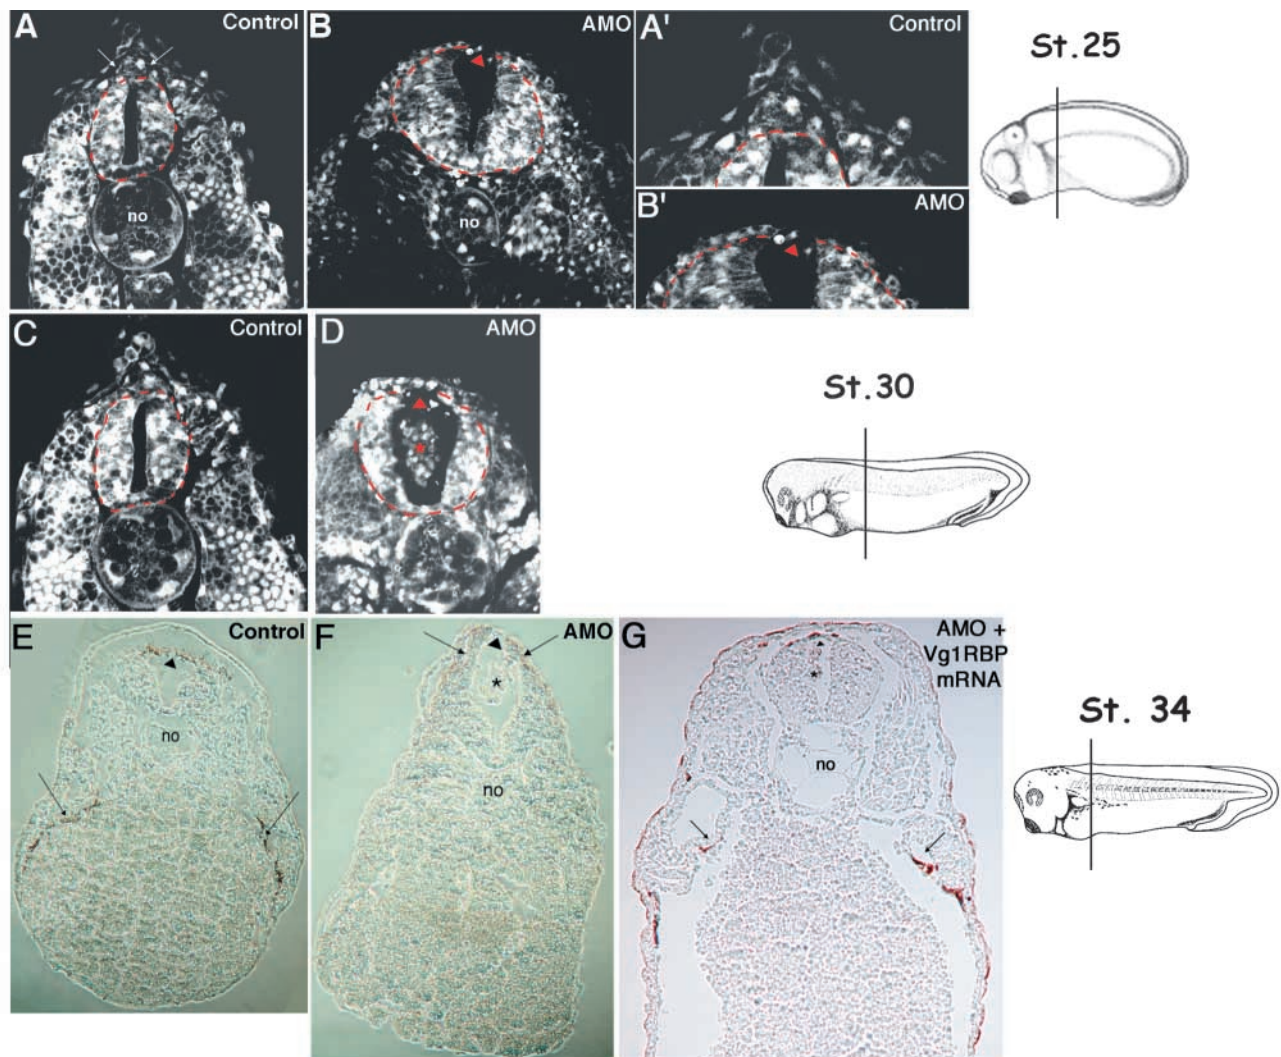 A
Control
B
AMO
A'
Control
St.25
B'
AMO
no
no
C
Control
D
AMO
*
St.30
E
Control
F
AMO
G
AMO +
Vg1RBP
mRNA
*
*
no
no
no
St. 34